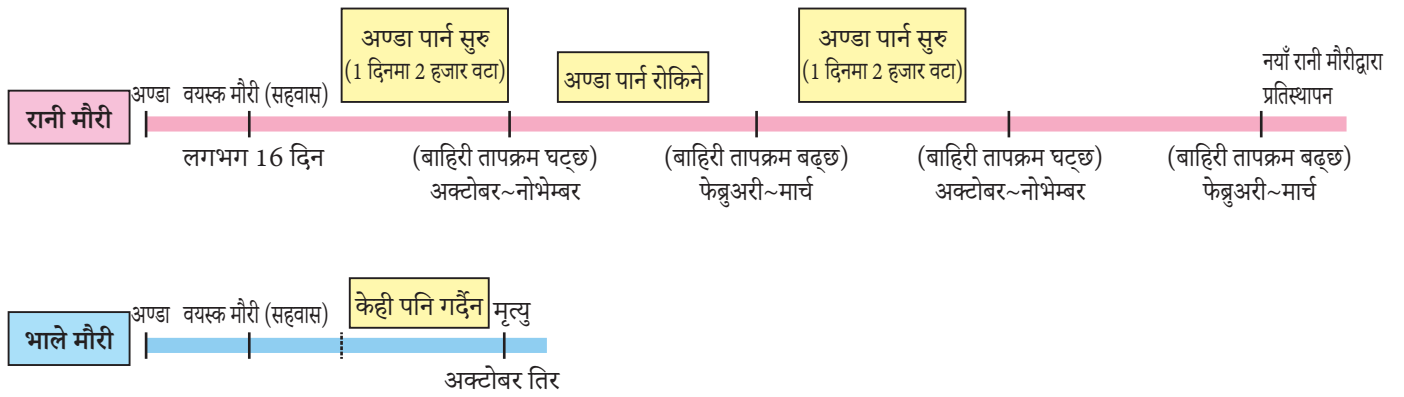 रानी मौरी
अण्डा
वयस्क मौरी (सहवास)
अण्डा पार्न सुरु
(1 दिनमा 2 हजार वटा)
अण्डा पार्न रोकिने
अण्डा पार्न सुरु
(1 दिनमा 2 हजार वटा)
नयाँ रानी मौरीद्वारा
प्रतिस्थापन
लगभग 16 दिन
(बाहिरी तापक्रम घट्छ)
अक्टोबर~नोभेम्बर
(बाहिरी तापक्रम बढ्छ)
फेब्रुअरी~मार्च
(बाहिरी तापक्रम घट्छ)
अक्टोबर~नोभेम्बर
(बाहिरी तापक्रम बढ्छ)
फेब्रुअरी~मार्च
भाले मौरी
अण्डा
वयस्क मौरी (सहवास)
केही पनि गर्दैन
मृत्यु
अक्टोबर तिर